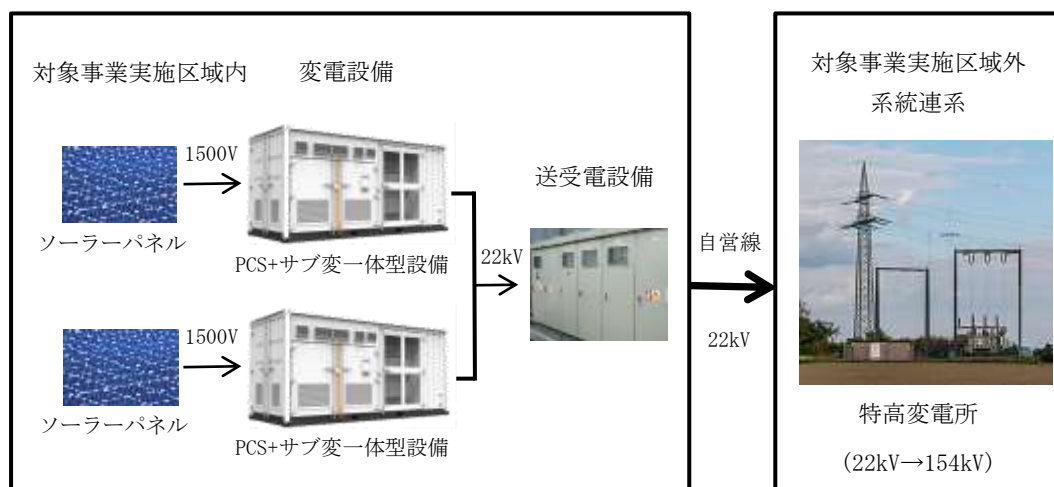 対象事業実施区域内
変電設備
1500V
ソーラーパネル
PCS+サブ変一体型設備
1500V
ソーラーパネル
PCS+サブ変一体型設備
22kV
送受電設備
自営線
22kV
対象事業実施区域外
系統連系
特高変電所
(22kV→154kV)